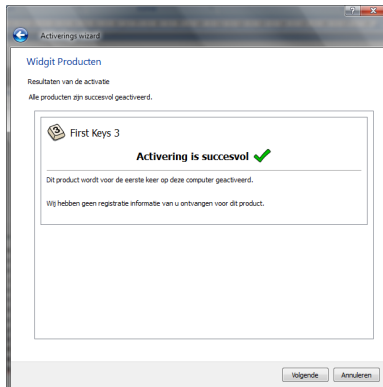 Activerings wizard
Widgit Producten
Resultaten van de activatie
Alle producten zijn succesvol geactiveerd.
3 First Keys 3
Activering is succesvol
Dit product wordt voor de eerste keer op deze computer geactiveerd.
Wij hebben geen registratie informatie van u ontvangen voor dit product.
Volgende Annuleren